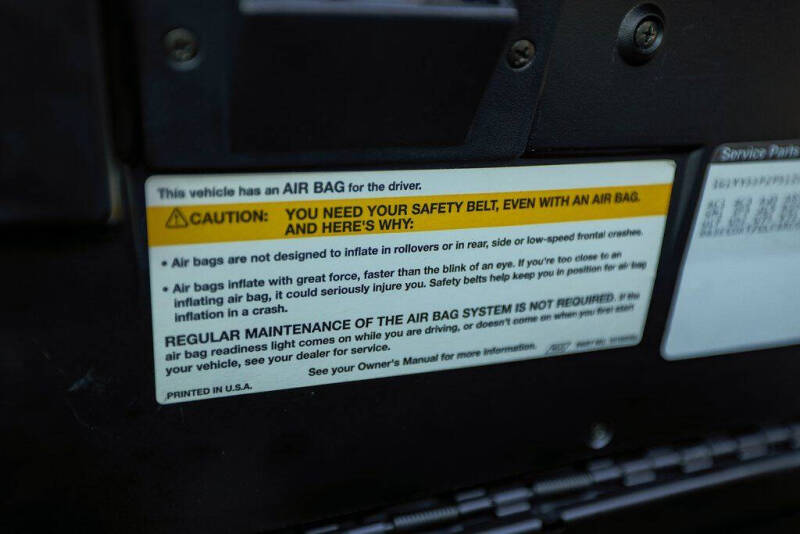 This vehicle has an AIR BAG for the driver.
CAUTION: YOU NEED YOUR SAFETY BELT, EVEN WITH AN AIR BAG.
AND HERE'S WHY:
• Air bags are not designed to inflate in rollovers or in rear, side or low-speed frontal crashes.
• Air bags inflate with great force, faster than the blink of an eye. If you're too close to an
inflating air bag, it could seriously injure you. Safety belts help keep you in position for air bag
inflation in a crash.
REGULAR MAINTENANCE OF THE AIR BAG SYSTEM IS NOT REQUIRED. If the
air bag readiness light comes on while you are driving, or doesn't come on when you first start
your vehicle, see your dealer for service.
See your Owner's Manual for more information.
PRINTED IN U.S.A.
Service Parts